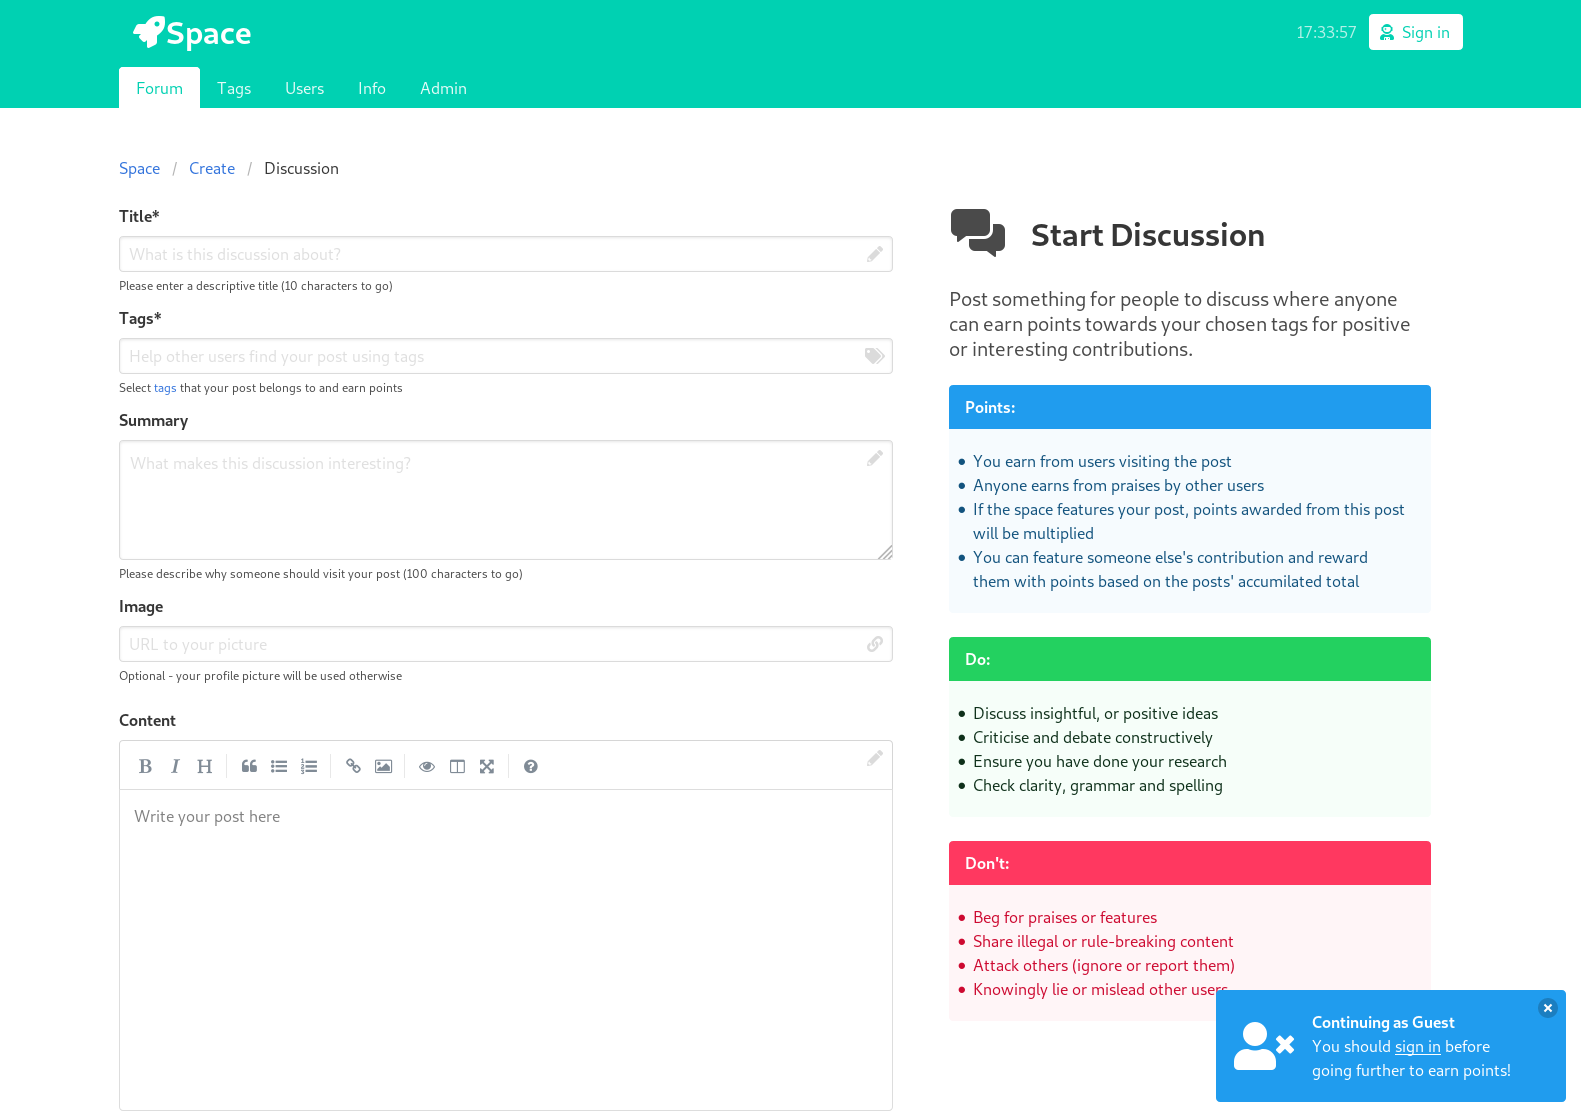 Space
17:33:57
Sign in
Forum
Tags
Users
Info
Admin
Space / Create / Discussion
Title*
What is this discussion about?
Please enter a descriptive title (10 characters to go)
Tags*
Help other users find your post using tags
Select tags that your post belongs to and earn points
Summary
What makes this discussion interesting?
Please describe why someone should visit your post (100 characters to go)
Image
URL to your picture
Optional - your profile picture will be used otherwise
Content
B I H
Write your post here
Start Discussion
Post something for people to discuss where anyone
can earn points towards your chosen tags for positive
or interesting contributions.
Points:
• You earn from users visiting the post
• Anyone earns from praises by other users
• If the space features your post, points awarded from this post
will be multiplied
• You can feature someone else's contribution and reward
them with points based on the posts' accumilated total
Do:
• Discuss insightful, or positive ideas
• Criticise and debate constructively
• Ensure you have done your research
• Check clarity, grammar and spelling
Don't:
• Beg for praises or features
• Share illegal or rule-breaking content
• Attack others (ignore or report them)
• Knowingly lie or mislead other users
Continuing as Guest
You should sign in before
going further to earn points!